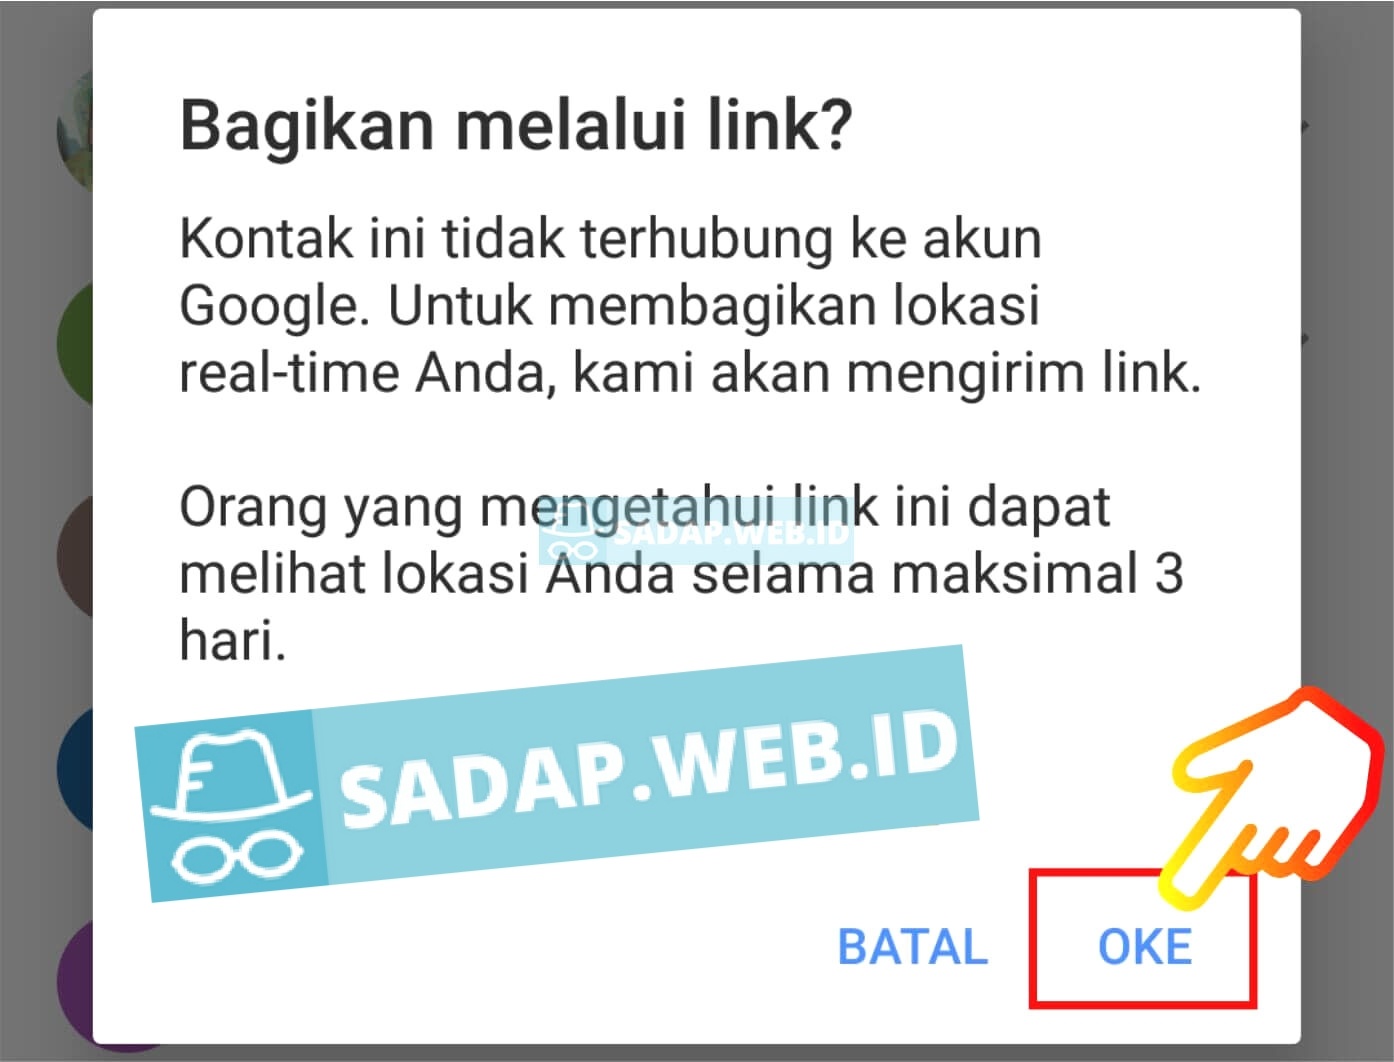 Bagikan melalui link?
Kontak ini tidak terhubung ke akun
Google. Untuk membagikan lokasi
real-time Anda, kami akan mengirim link.
Orang yang mengetahui link ini dapat
SADAP.WEB.ID
melihat lokasi Anda selama maksimal 3
hari.
SADAP.WEB.ID
BATAL OKE